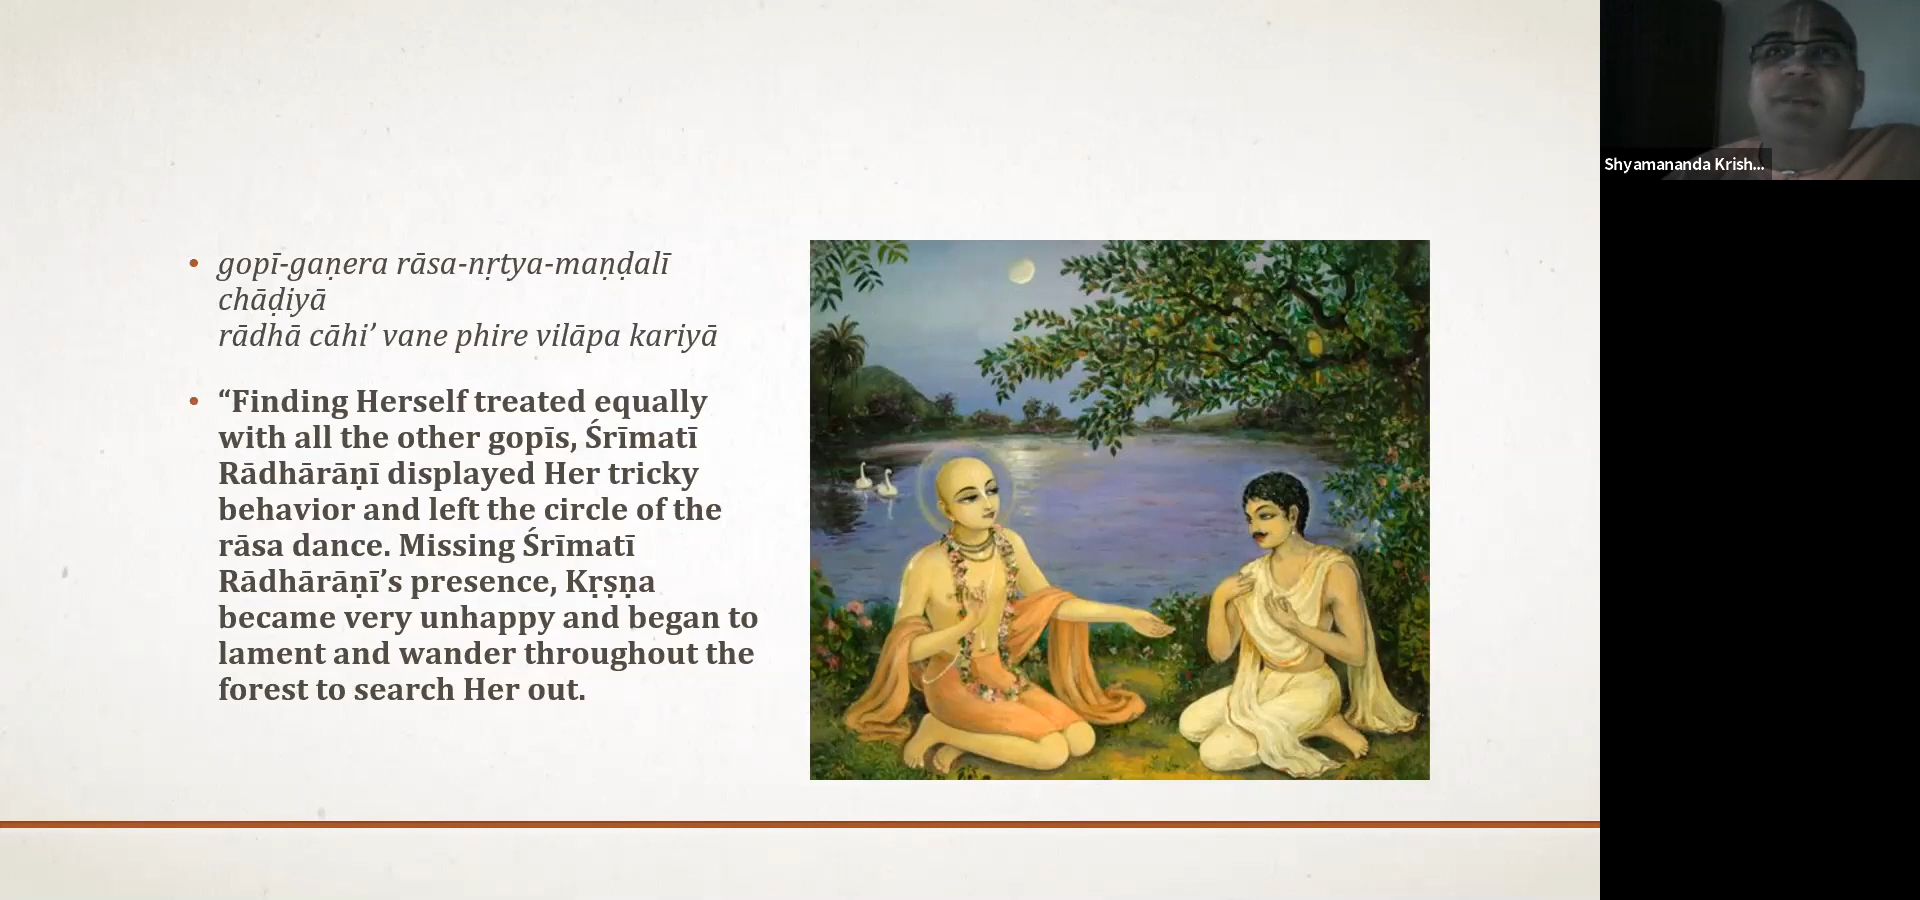 gopī-gaṇera rāsa-nṛtya-maṇḍalī
chāḍiyā
rādhā cāhi’ vane phire vilāpa kariyā
“Finding Herself treated equally
with all the other gopīs, Śrīmatī
Rādhārāṇī displayed Her tricky
behavior and left the circle of the
rāsa dance. Missing Śrīmatī
Rādhārāṇī’s presence, Kṛṣṇa
became very unhappy and began to
lament and wander throughout the
forest to search Her out.
Shyamananda Krish...